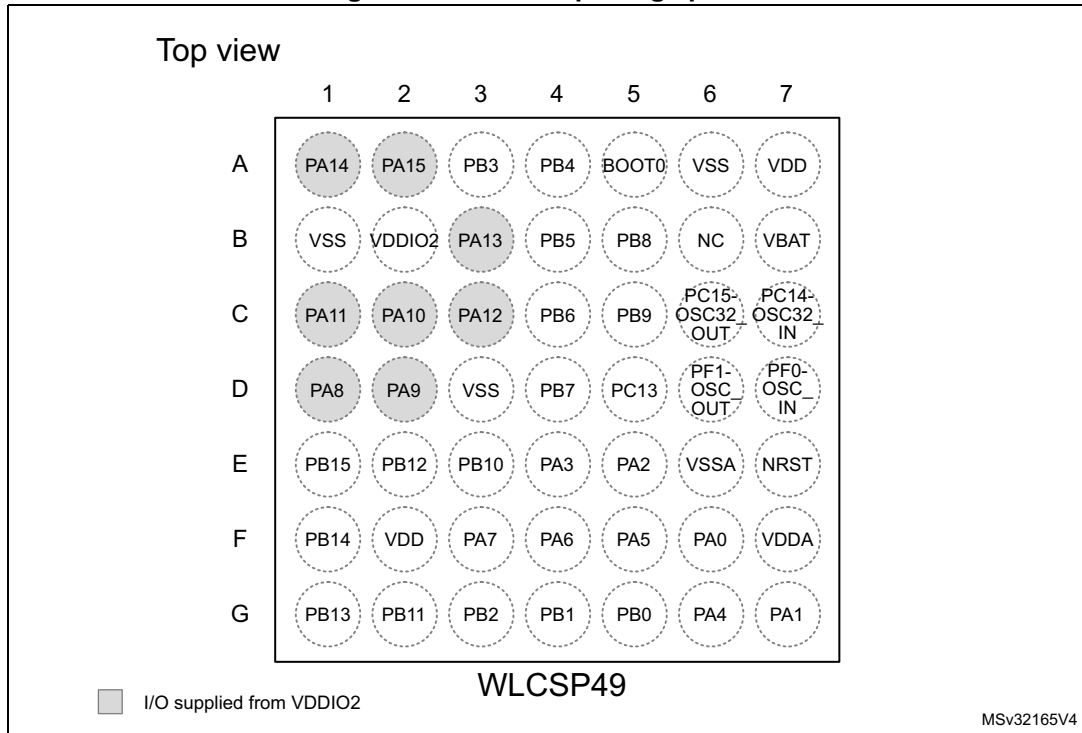 Top view
1 2 3 4 5 6 7
A PA14 PA15 PB3 PB4 BOOT0 VSS VDD
B VSS VDDIO2 PA13 PB5 PB8 NC VBAT
C PA11 PA10 PA12 PB6 PB9 PC15-OSC32_OUT PC14-OSC32_IN
D PA8 PA9 VSS PB7 PC13 PF1-OSC_OUT PF0-OSC_IN
E PB15 PB12 PB10 PA3 PA2 VSSA NRST
F PB14 VDD PA7 PA6 PA5 PA0 VDDA
G PB13 PB11 PB2 PB1 PB0 PA4 PA1
WLCSP49
I/O supplied from VDDIO2
MSv32165V4